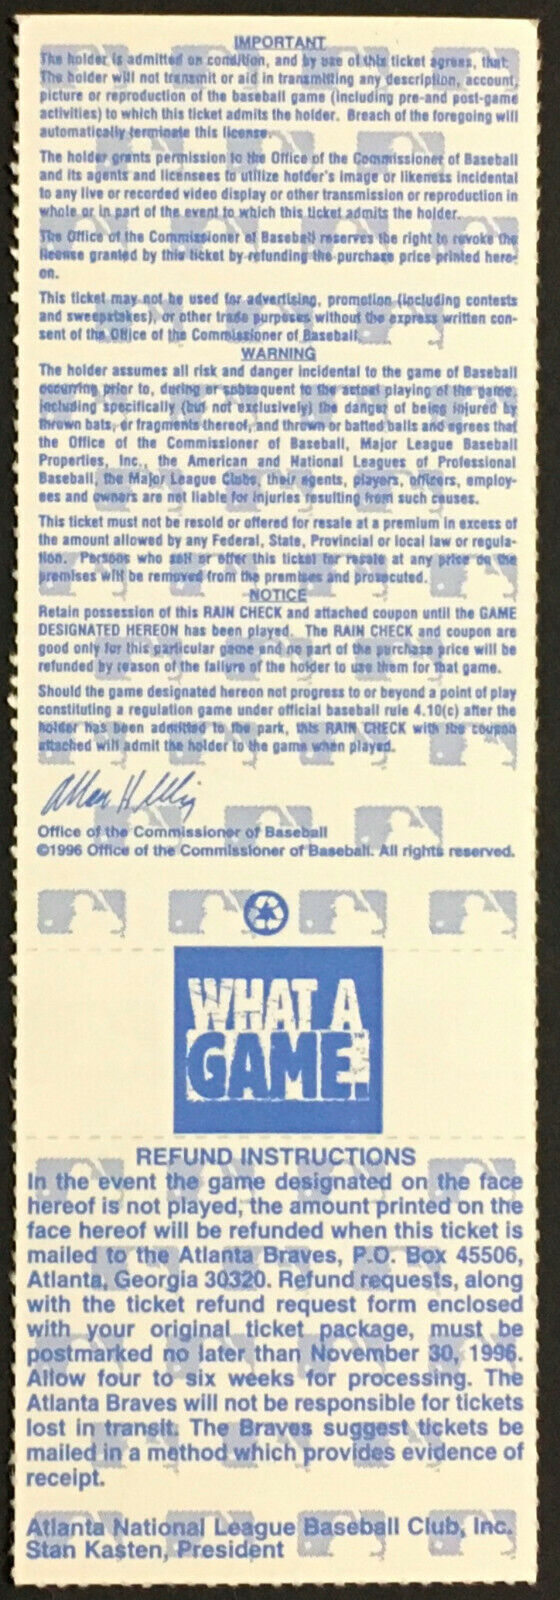 IMPORTANT
The holder is admitted on condition, and by use of this ticket agrees, that:
The holder will not transmit or aid in transmitting any description, account,
picture or reproduction of the baseball game (including pre-and post-game
activities) to which this ticket admits the holder. Breach of the foregoing will
automatically terminate this license.
The holder grants permission to the Office of the Commissioner of Baseball
and its agents and licensees to utilize holder's image or likeness incidental
to any live or recorded video display or other transmission or reproduction in
whole or in part of the event to which this ticket admits the holder.
The Office of the Commissioner of Baseball reserves the right to revoke the
license granted by this ticket by refunding the purchase price printed here-
on.
This ticket may not be used for advertising, promotion (including contests
and sweepstakes), or other trade purposes without the express written con-
sent of the Office of the Commissioner of Baseball.
WARNING
The holder assumes all risk and danger incidental to the game of Baseball
occurring prior to, during or subsequent to the actual playing of the game,
including specifically (but not exclusively) the danger of being injured by
thrown bats, or fragments thereof, and thrown or batted balls and agrees that
the Office of the Commissioner of Baseball, Major League Baseball
Properties, Inc., the American and National Leagues of Professional
Baseball, the Major League Clubs, their agents, players, officers, employ-
ees and owners are not liable for injuries resulting from such causes.
This ticket must not be resold or offered for resale at a premium in excess of
the amount allowed by any Federal, State, Provincial or local law or regula-
tion. Persons who sell or offer this ticket for resale at any price on the
premises will be removed from the premises and prosecuted.
NOTICE
Retain possession of this RAIN CHECK and attached coupon until the GAME
DESIGNATED HEREON has been played. The RAIN CHECK and coupon are
good only for this particular game and no part of the purchase price will be
refunded by reason of the failure of the holder to use them for that game.
Should the game designated hereon not progress to or beyond a point of play
constituting a regulation game under official baseball rule 4.10(c) after the
holder has been admitted to the park, this RAIN CHECK with the coupon
attached will admit the holder to the game when played.
Office of the Commissioner of Baseball
©1996 Office of the Commissioner of Baseball. All rights reserved.
WHAT A
GAME.
REFUND INSTRUCTIONS
In the event the game designated on the face
hereof is not played, the amount printed on the
face hereof will be refunded when this ticket is
mailed to the Atlanta Braves, P.O. Box 45506,
Atlanta, Georgia 30320. Refund requests, along
with the ticket refund request form enclosed
with your original ticket package, must be
postmarked no later than November 30, 1996.
Allow four to six weeks for processing. The
Atlanta Braves will not be responsible for tickets
lost in transit. The Braves suggest tickets be
mailed in a method which provides evidence of
receipt.
Atlanta National League Baseball Club, Inc.
Stan Kasten, President